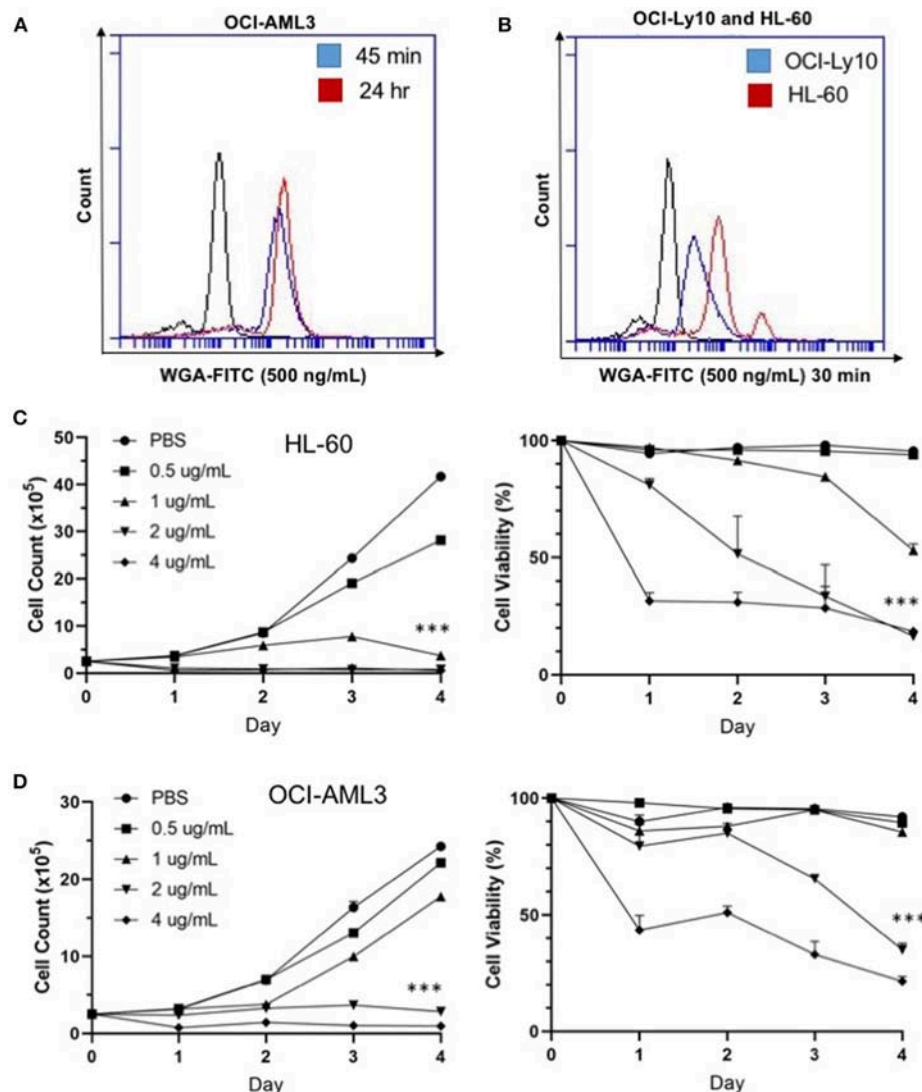 A
OCI-AML3
45 min
24 hr
Count
WGA-FITC (500 ng/mL)
B
OCI-Ly10 and HL-60
OCI-Ly10
HL-60
Count
WGA-FITC (500 ng/mL) 30 min
C
HL-60
PBS
0.5 ug/mL
1 ug/mL
2 ug/mL
4 ug/mL
Cell Count (x10⁵)
50
40
30
20
10
0
***
0 1 2 3 4
Day
Cell Viability (%)
100
50
0
***
0 1 2 3 4
Day
D
OCI-AML3
PBS
0.5 ug/mL
1 ug/mL
2 ug/mL
4 ug/mL
Cell Count (x10⁵)
30
20
10
0
***
0 1 2 3 4
Day
Cell Viability (%)
100
50
0
***
0 1 2 3 4
Day